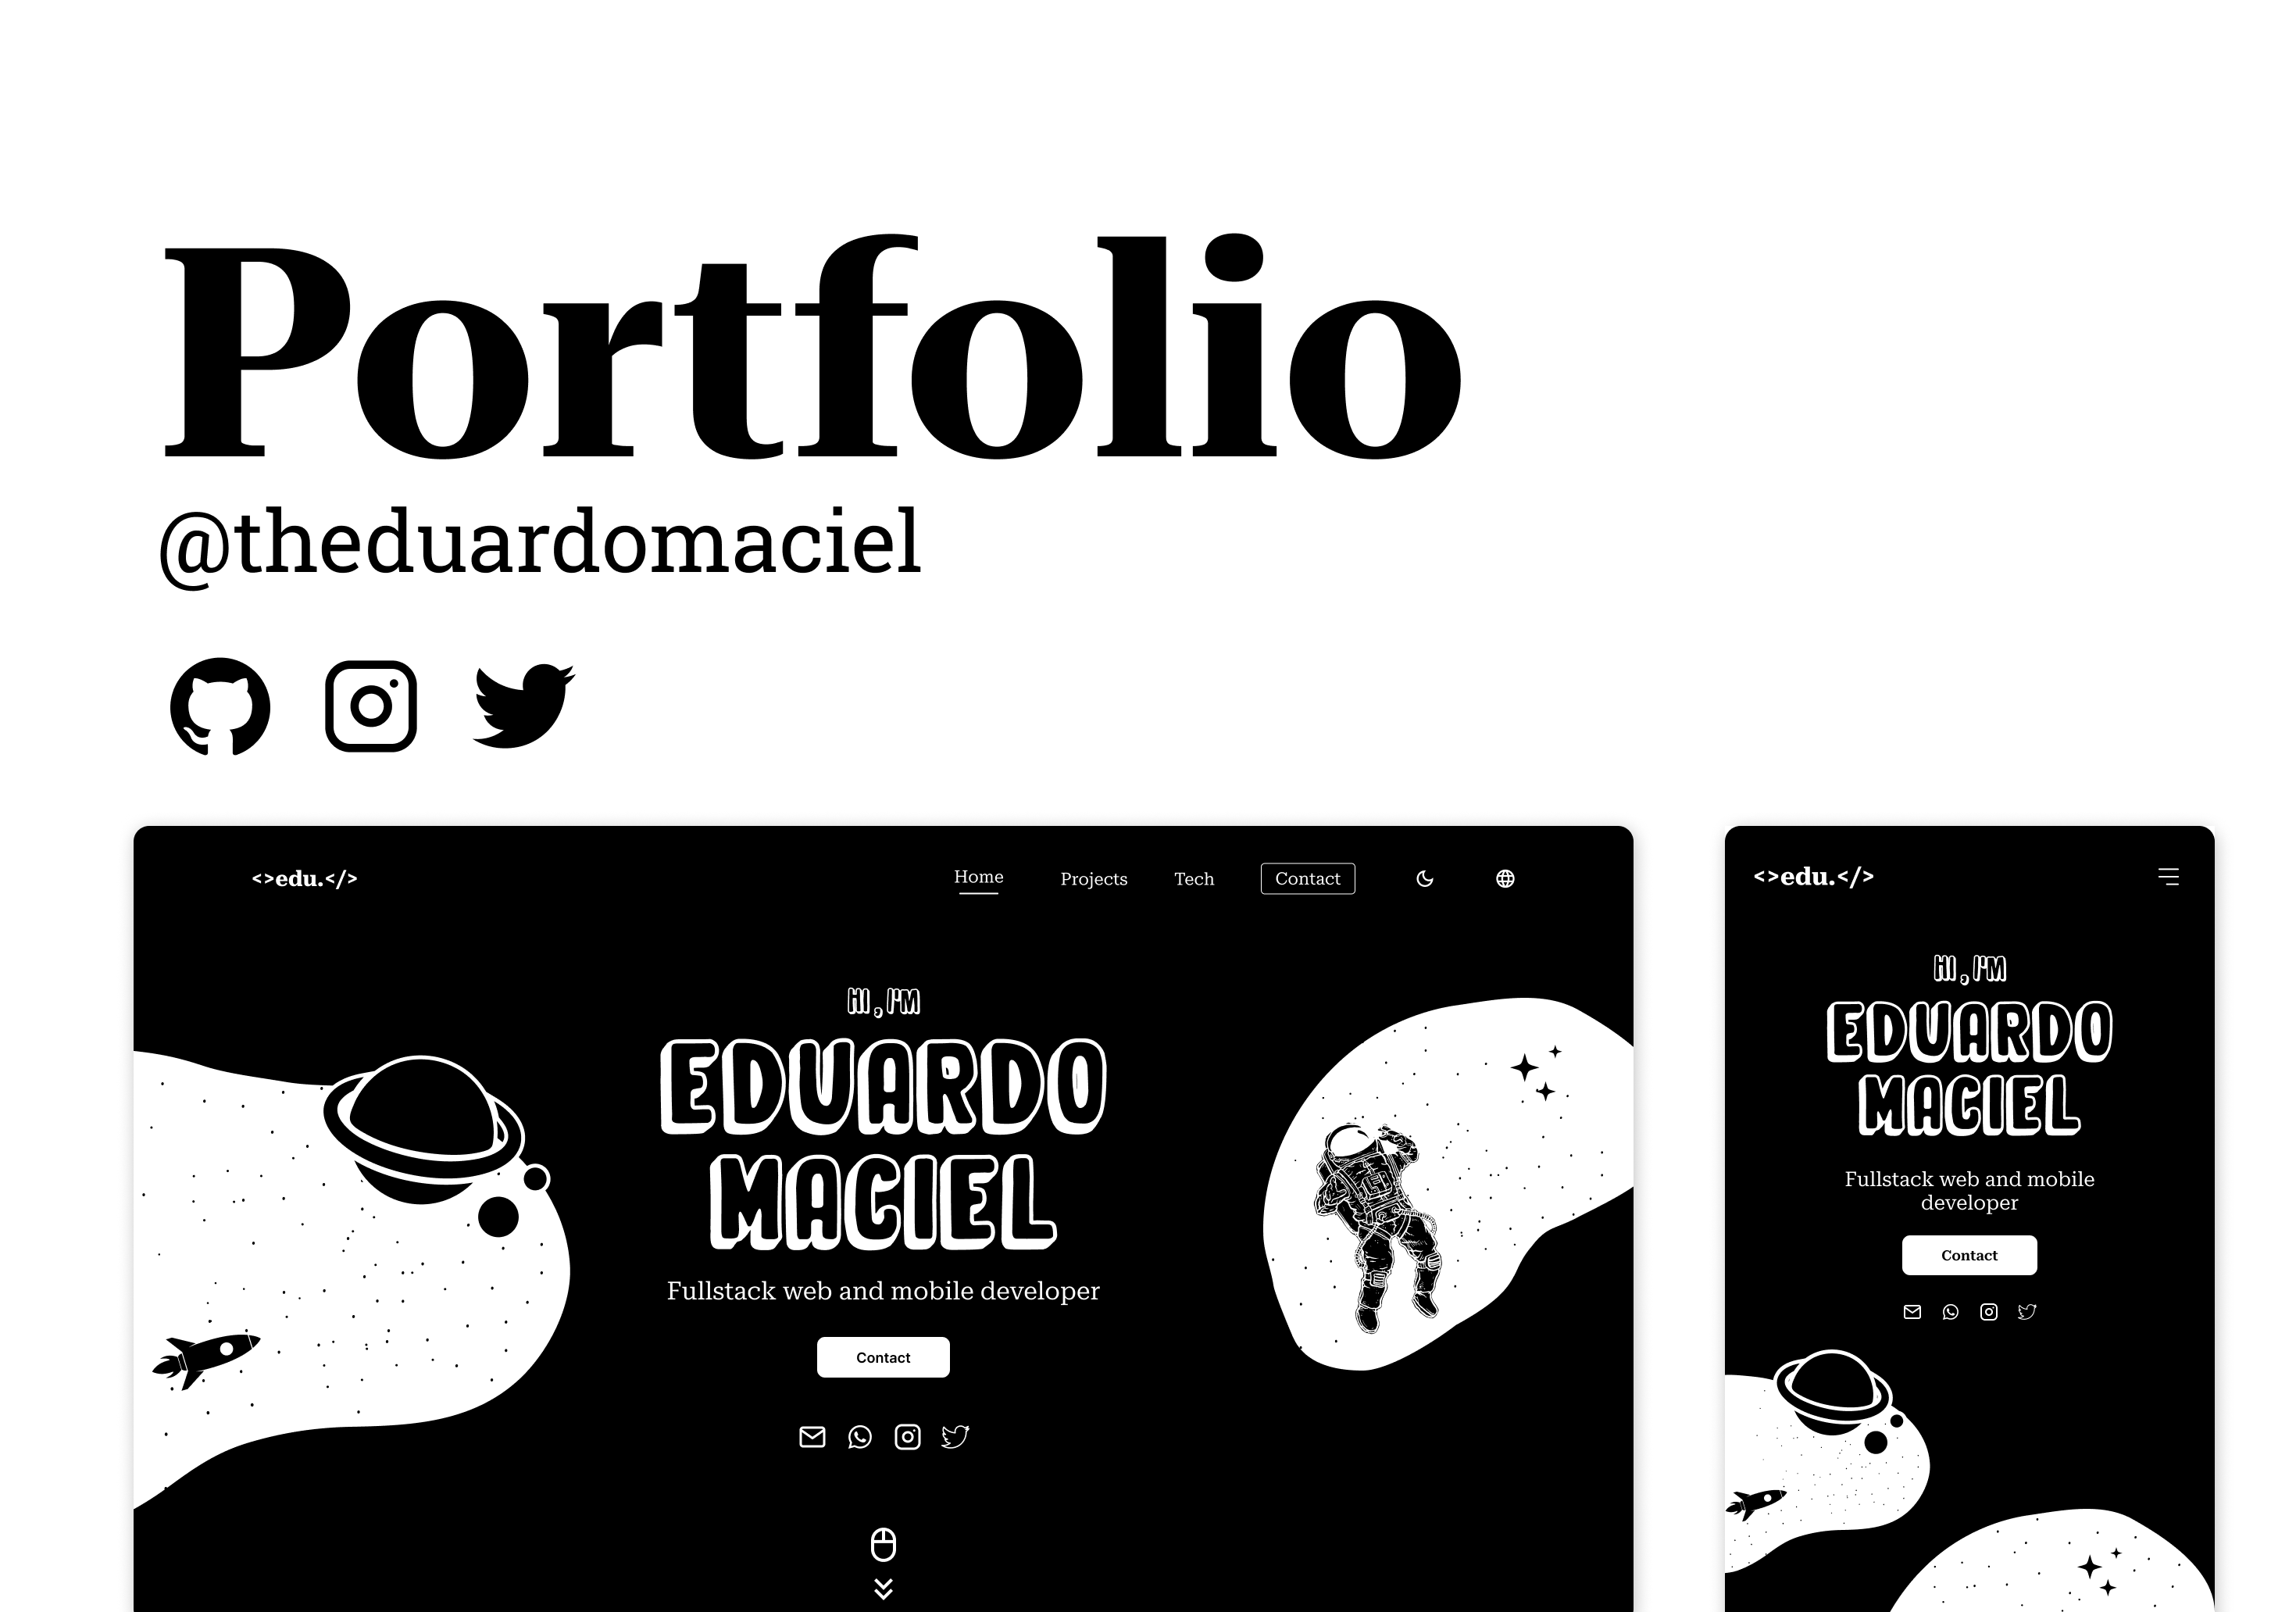 Portfolio
@theduardomaciel
<>edu.</>
Home Projects Tech Contact
HI, I'M
EDUARDO
MACIEL
Fullstack web and mobile developer
Contact
<>edu.</>
HI, I'M
EDUARDO
MACIEL
Fullstack web and mobile
developer
Contact